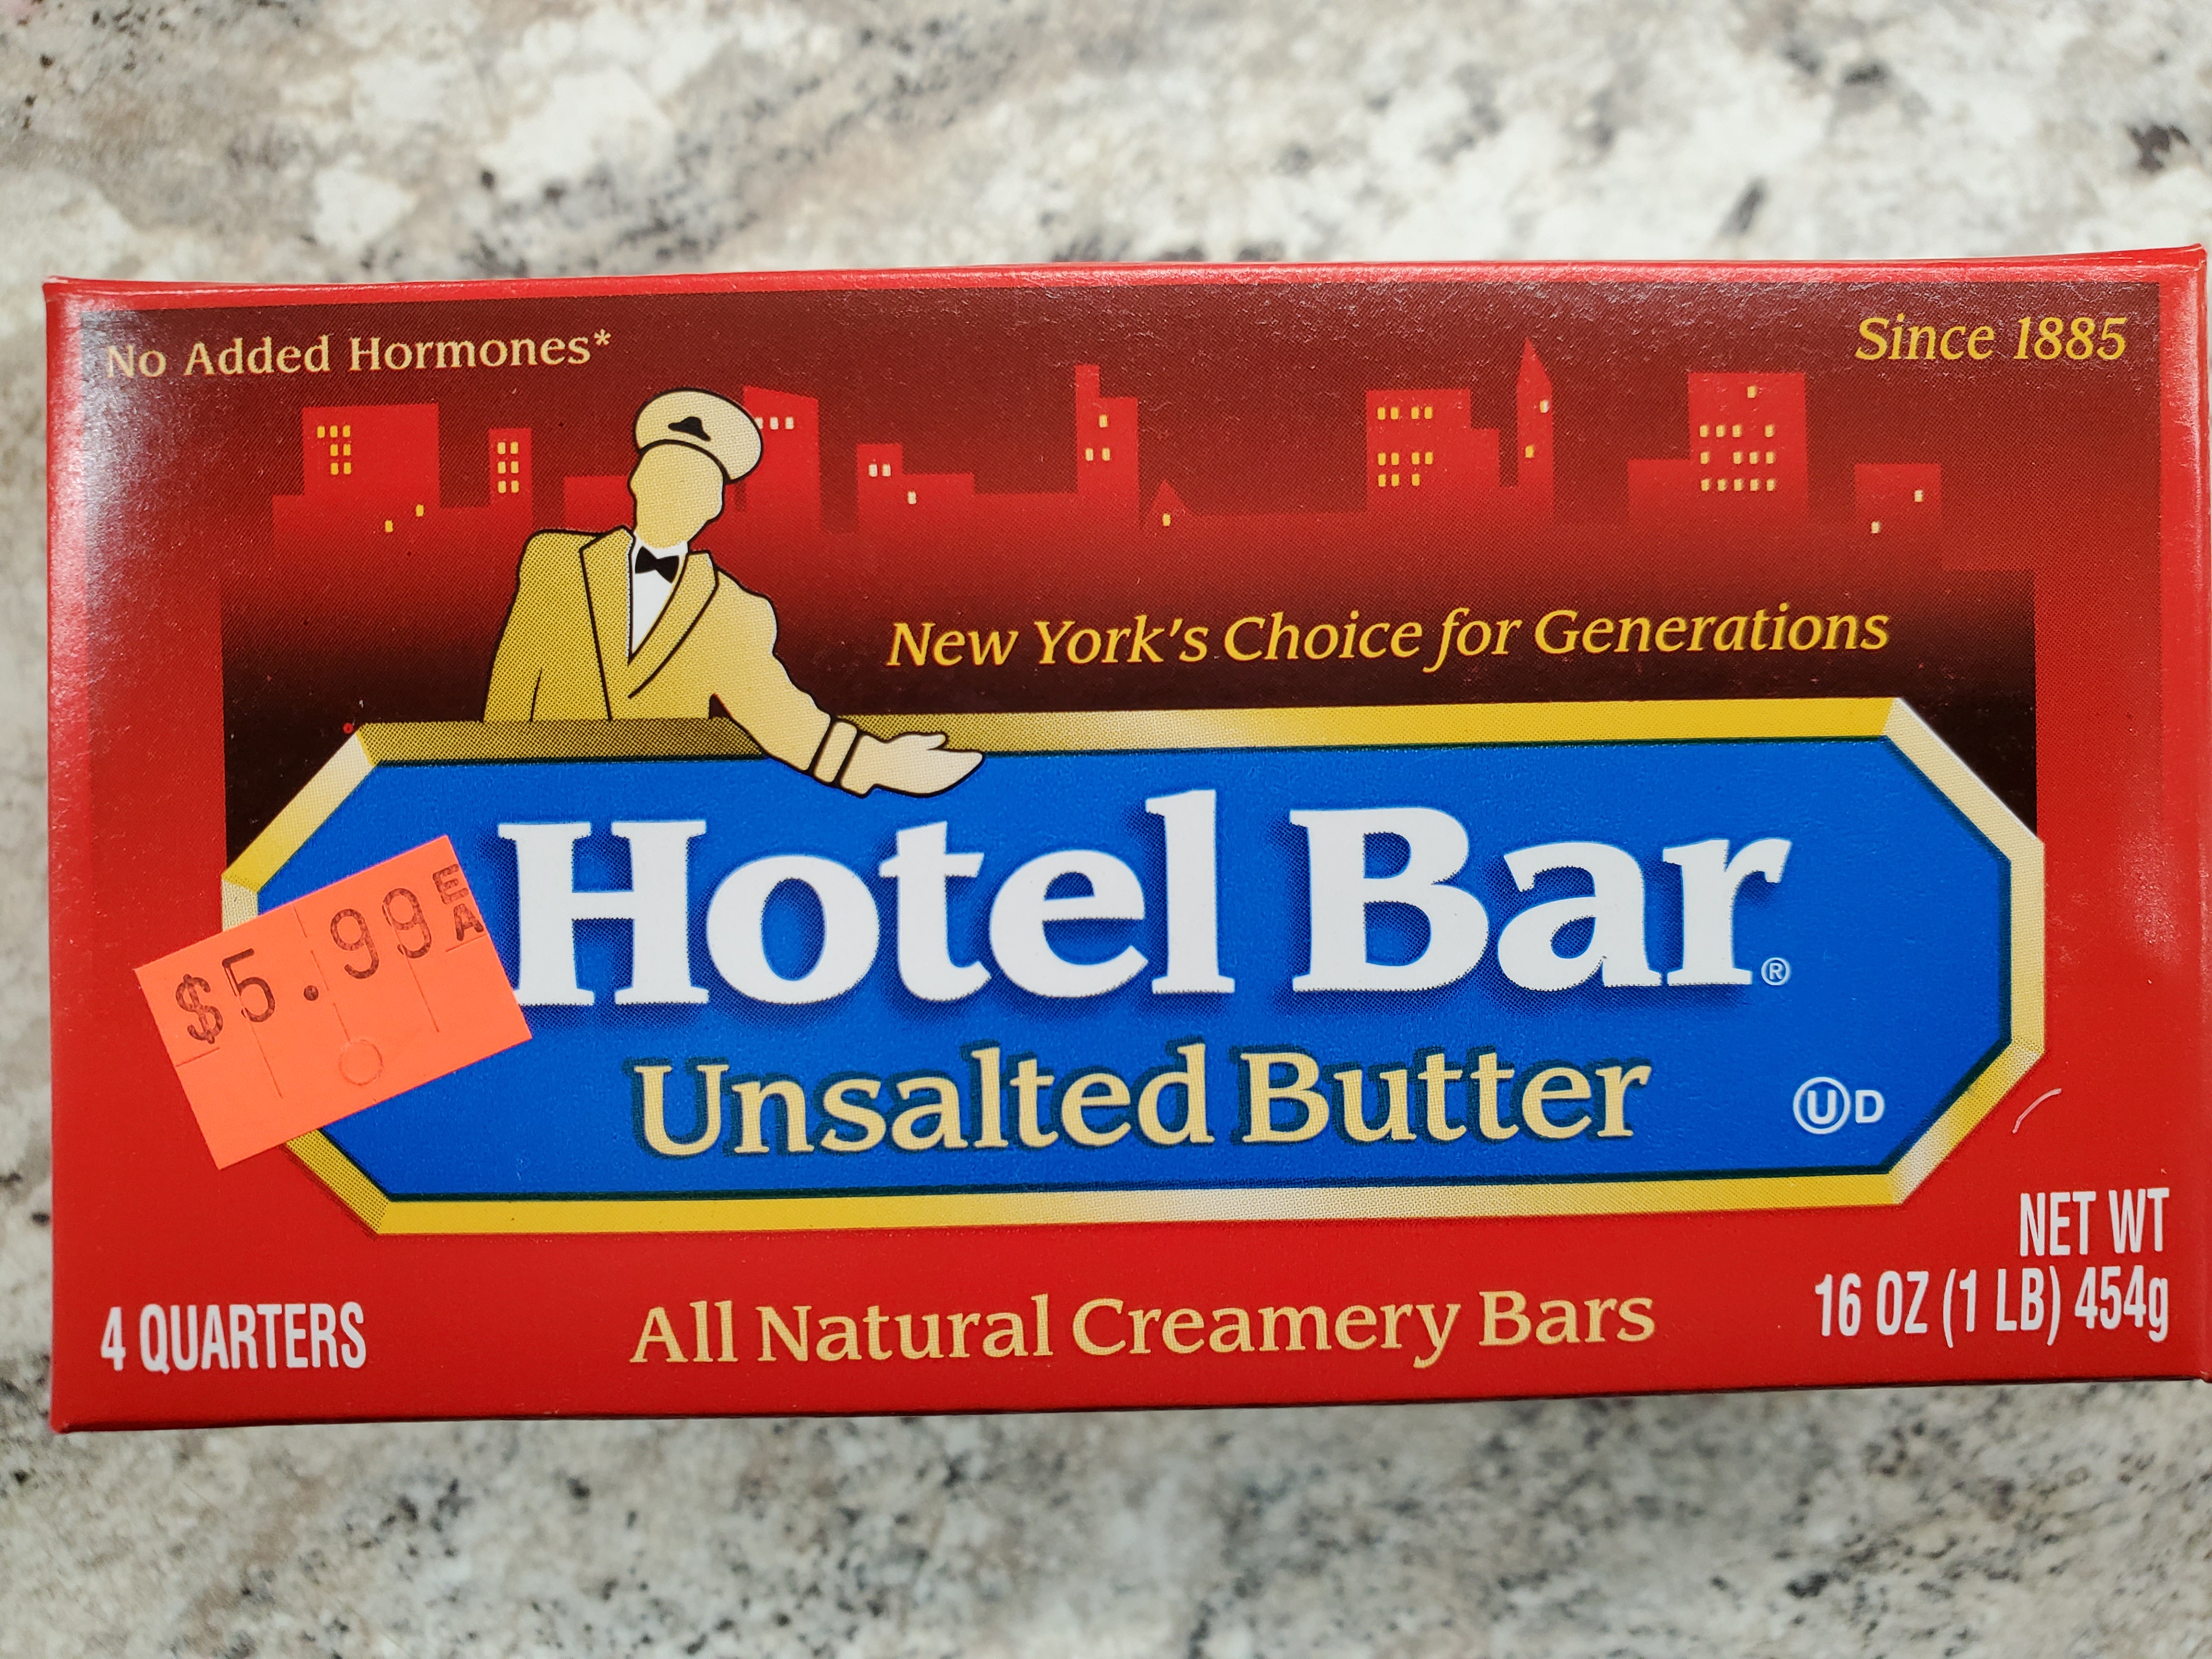 No Added Hormones*
Since 1885
New York's Choice for Generations
$5.99 EA
Hotel Bar®
Unsalted Butter
UD
All Natural Creamery Bars
4 QUARTERS
NET WT
16 OZ (1 LB) 454g